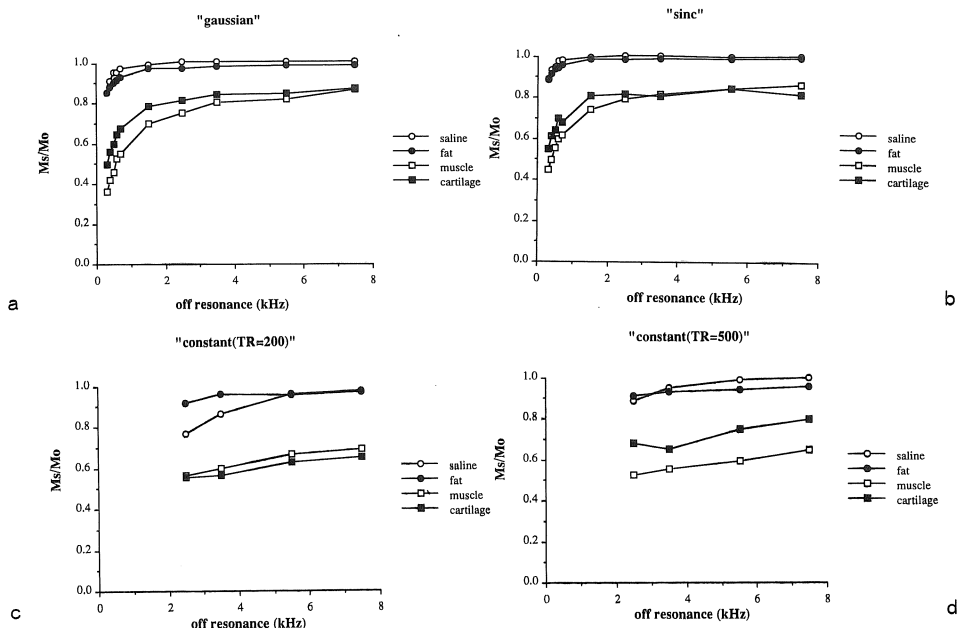 "gaussian"
1.0
0.8
0.6
0.4
0.2
0.0
Ms/Mo
0
2
4
6
8
off resonance (kHz)
saline
fat
muscle
cartilage
a
"sinc"
1.0
0.8
0.6
0.4
0.2
0.0
Ms/Mo
0
2
4
6
8
off resonance (kHz)
saline
fat
muscle
cartilage
b
"constant(TR=200)"
1.0
0.8
0.6
0.4
0.2
0.0
Ms/Mo
0
2
4
6
8
off resonance (kHz)
saline
fat
muscle
cartilage
c
"constant(TR=500)"
1.0
0.8
0.6
0.4
0.2
0.0
Ms/Mo
0
2
4
6
8
off resonance (kHz)
saline
fat
muscle
cartilage
d